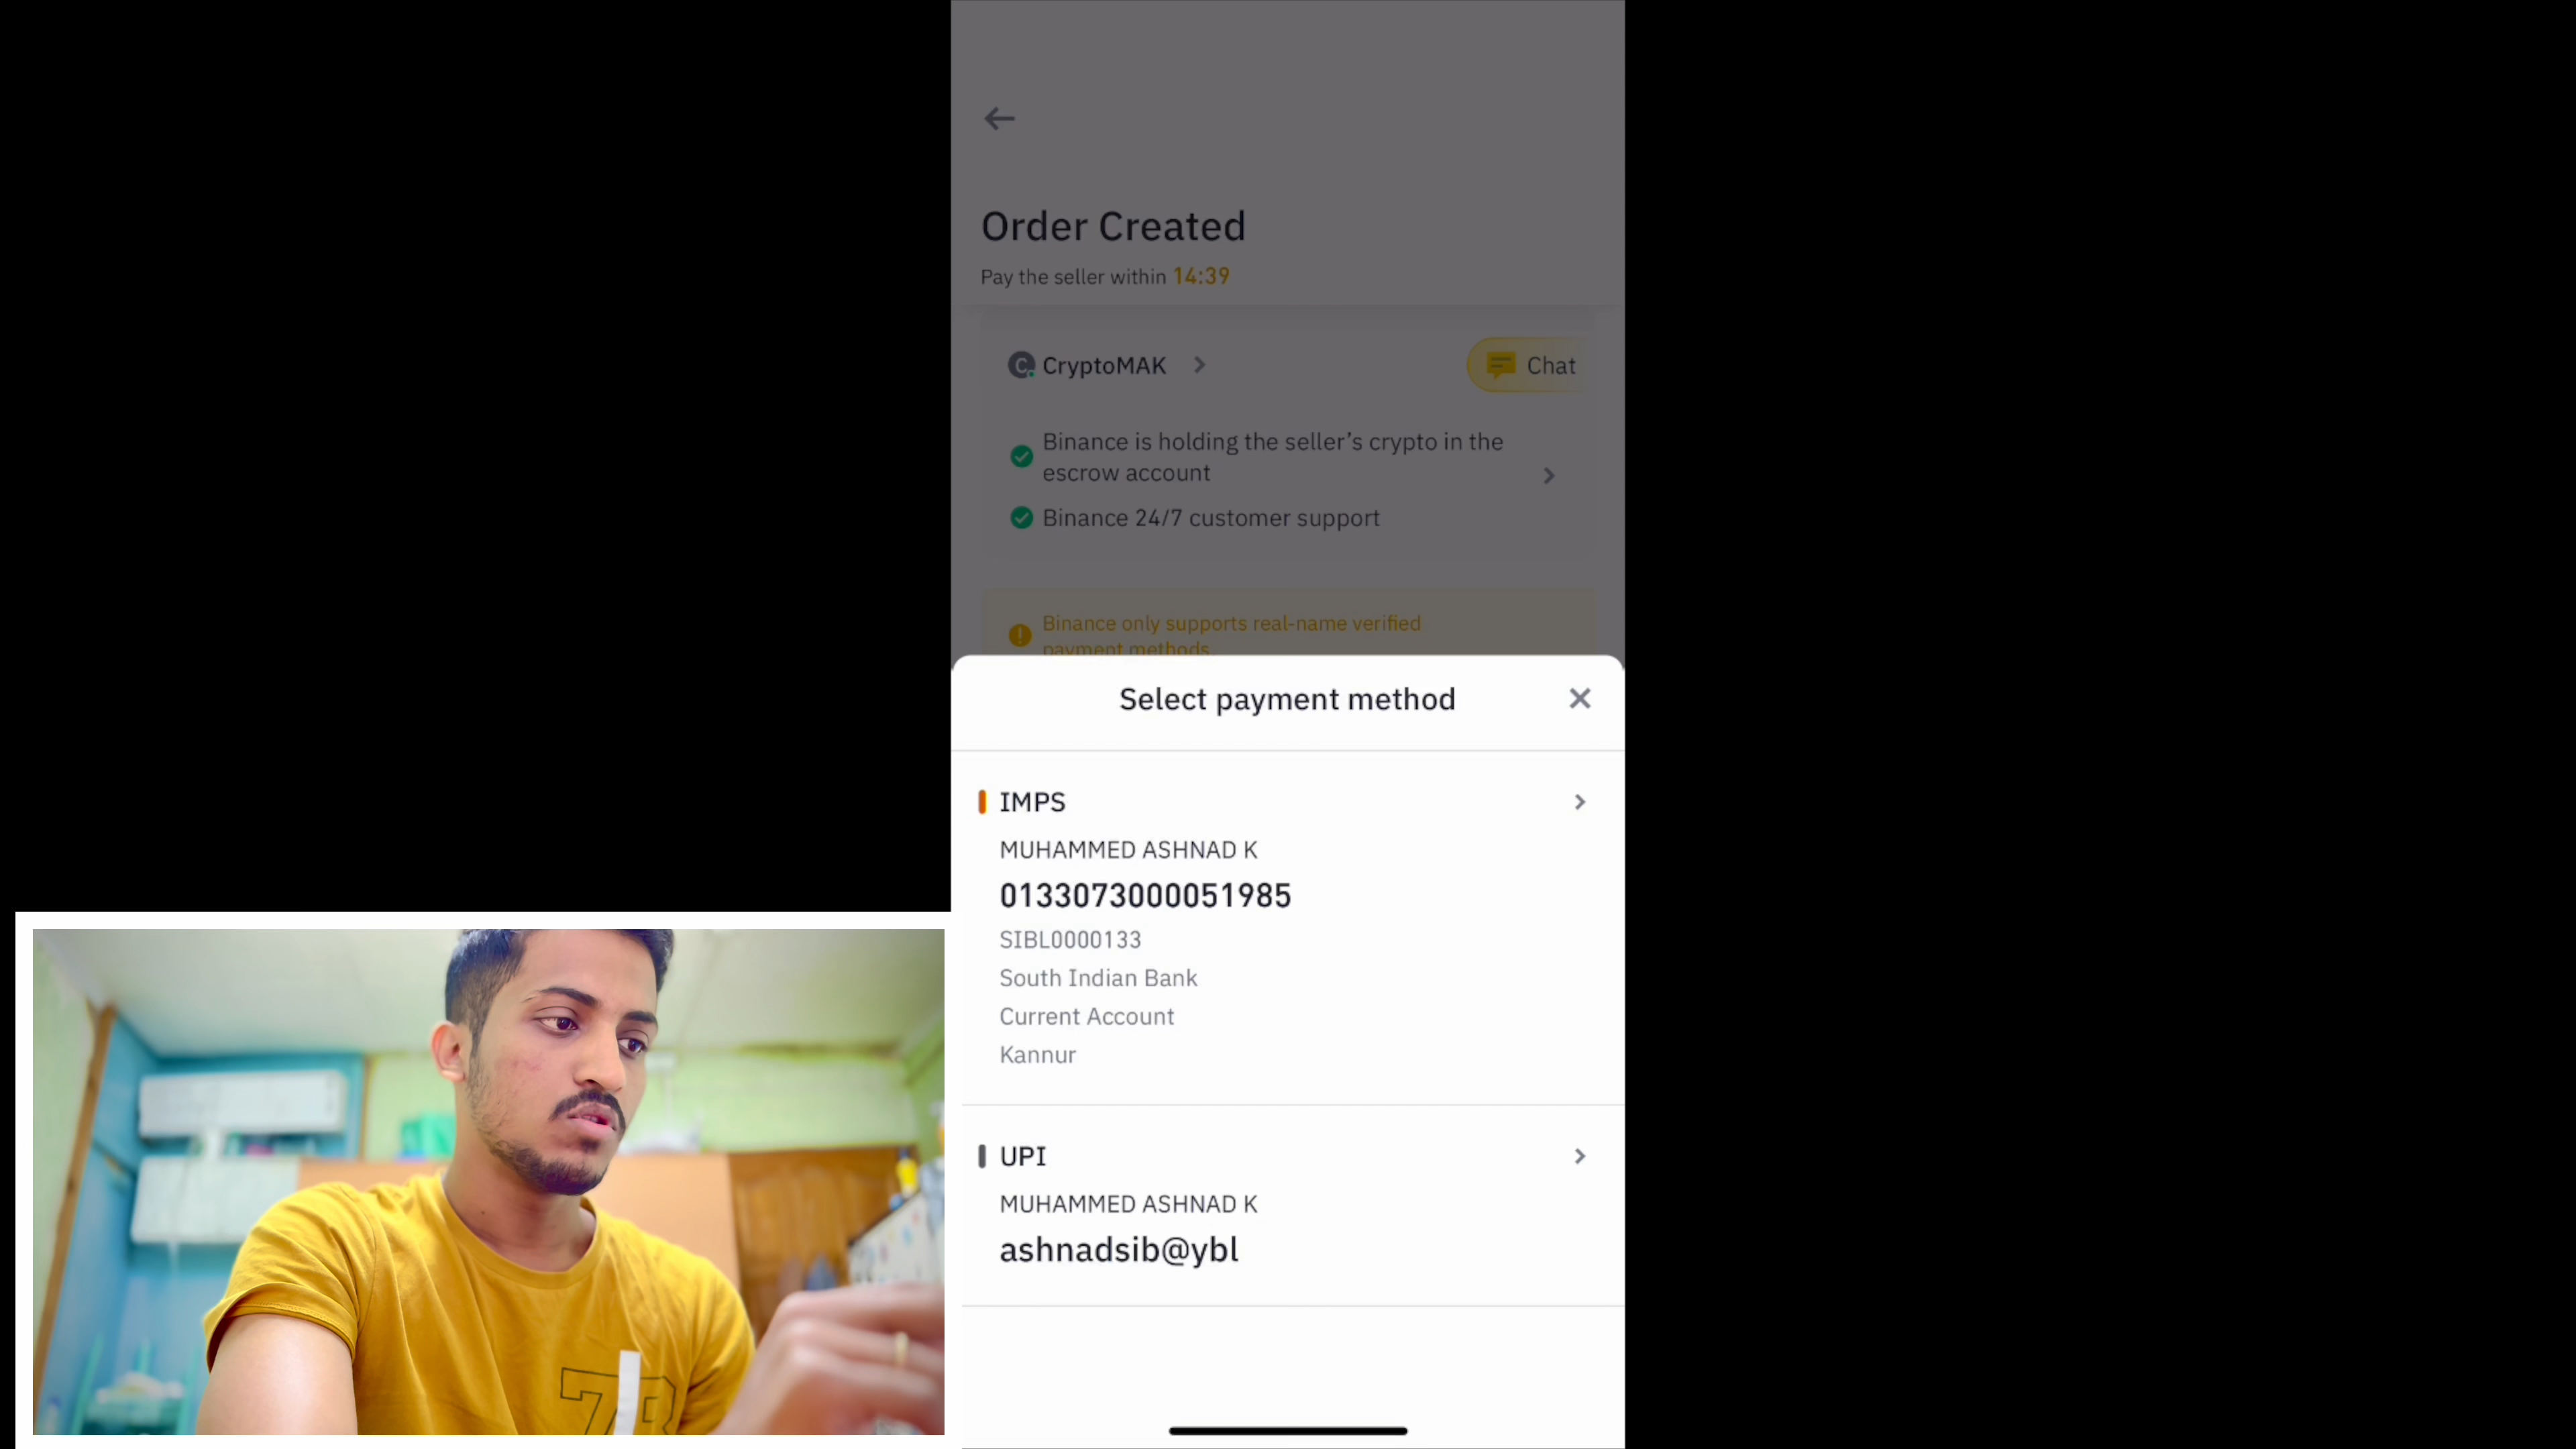 Order Created
Pay the seller within 14:39
CryptoMAK
Chat
Binance is holding the seller’s crypto in the
escrow account
Binance 24/7 customer support
Binance only supports real-name verified
payment methods.
Select payment method
IMPS
MUHAMMED ASHNAD K
0133073000051985
SIBL0000133
South Indian Bank
Current Account
Kannur
UPI
MUHAMMED ASHNAD K
ashnadsib@ybl